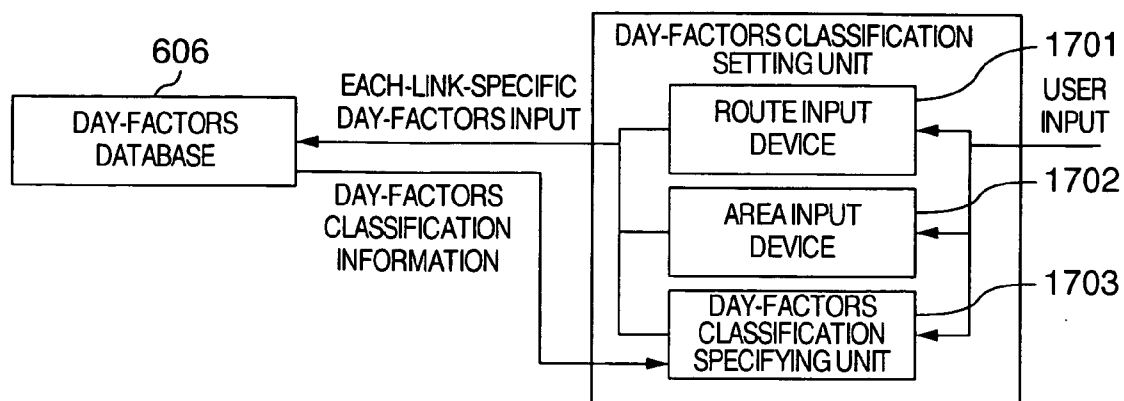 606
DAY-FACTORS
DATABASE
EACH-LINK-SPECIFIC
DAY-FACTORS INPUT
DAY-FACTORS
CLASSIFICATION
INFORMATION
DAY-FACTORS CLASSIFICATION
SETTING UNIT
1701
ROUTE INPUT
DEVICE
USER
INPUT
1702
AREA INPUT
DEVICE
1703
DAY-FACTORS
CLASSIFICATION
SPECIFYING UNIT